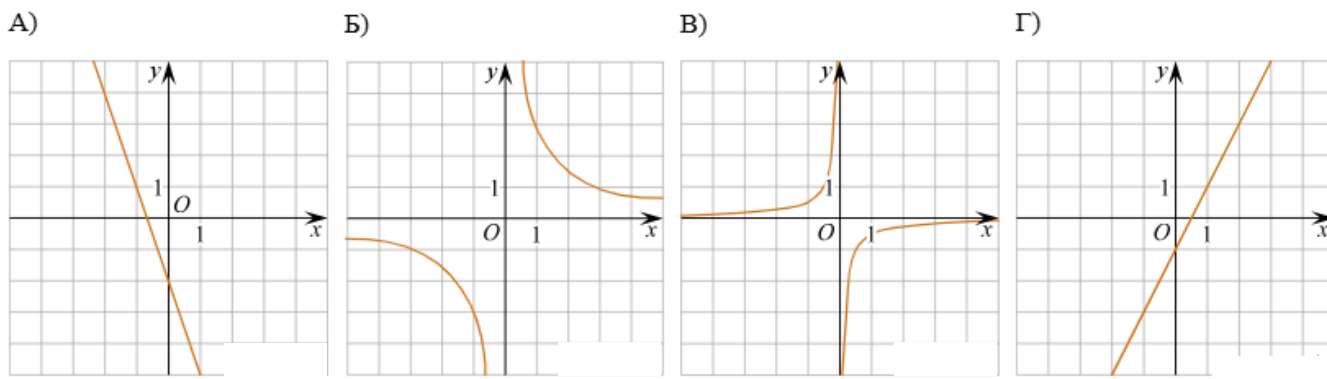 А) Б) В) Г)
y y y y
1 1 1 1
O
O 1 O 1 O 1
1 x x x x